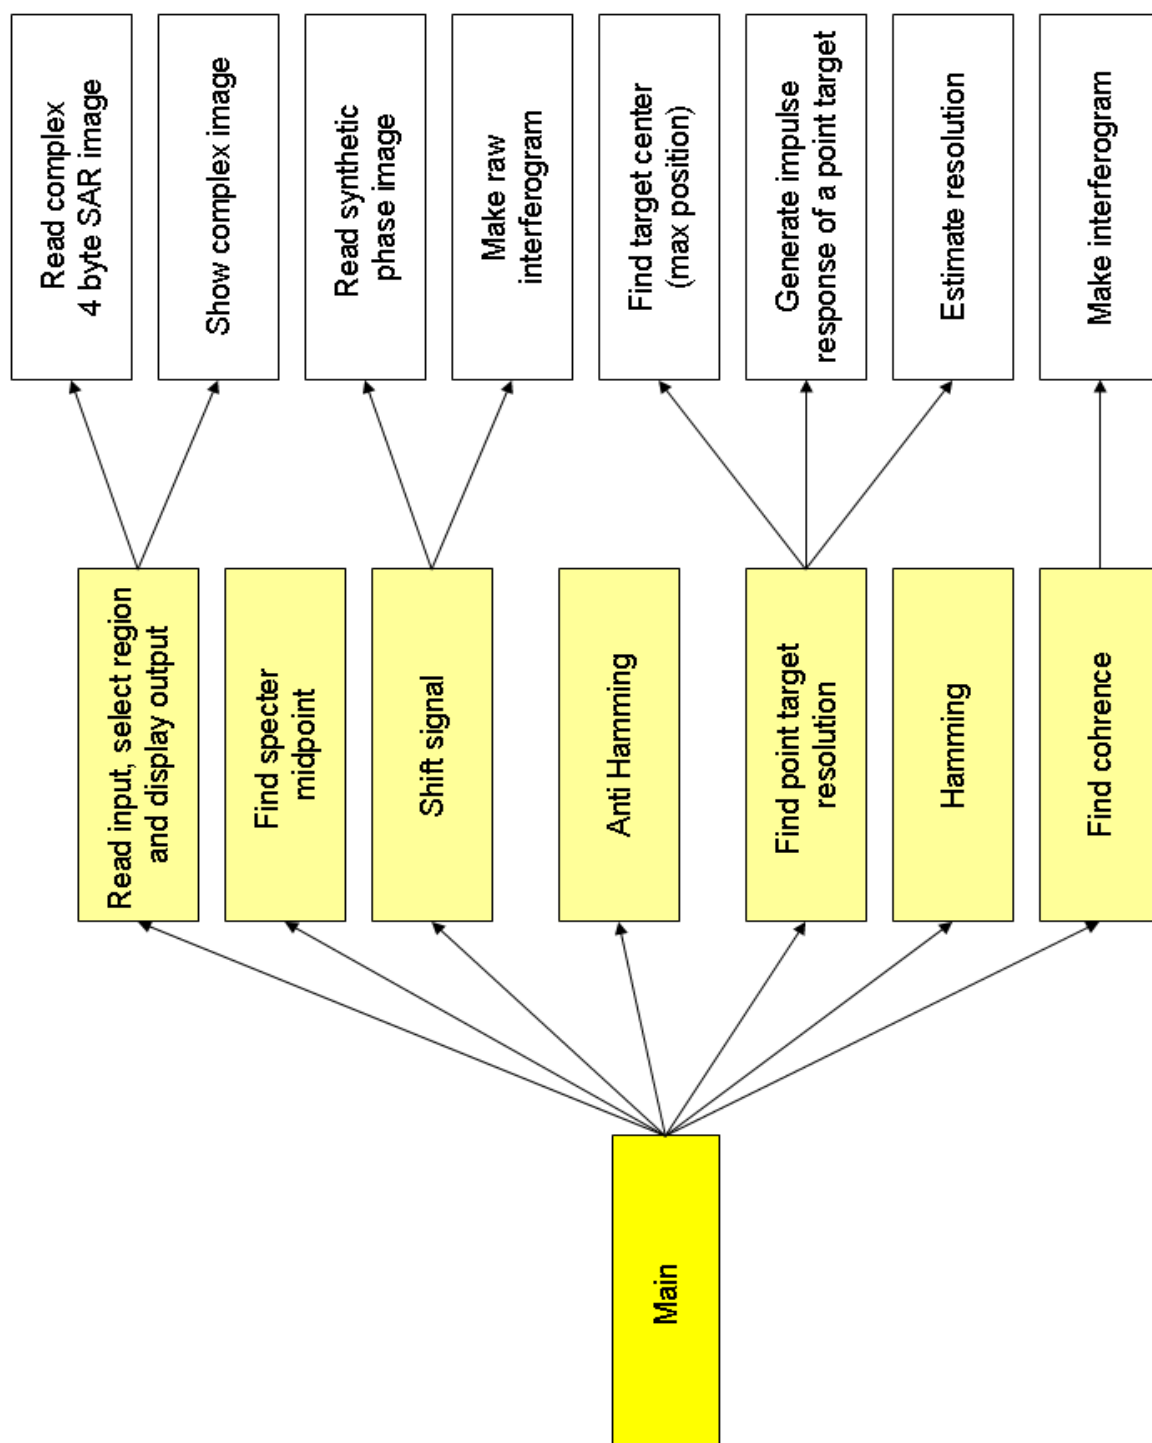 Main
Read input, select region
and display output
Find specter
midpoint
Shift signal
Anti Hamming
Find point target
resolution
Hamming
Find cohrence
Read complex
4 byte SAR image
Show complex image
Read synthetic
phase image
Make raw
interferogram
Find target center
(max position)
Generate impulse
response of a point target
Estimate resolution
Make interferogram